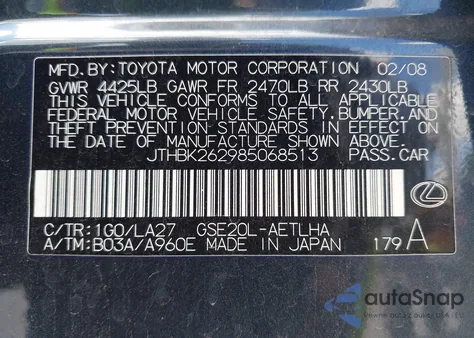 MFD.BY:TOYOTA MOTOR CORPORATION 02/08
GVWR 4425LB GAWR FR 2470LB RR 2430LB
THIS VEHICLE CONFORMS TO ALL APPLICABLE
FEDERAL MOTOR VEHICLE SAFETY,BUMPER,AND
THEFT PREVENTION STANDARDS IN EFFECT ON
THE DATE OF MANUFACTURE SHOWN ABOVE.
JTHBK262985068513 PASS.CAR
C/TR:1G0/LA27 GSE20L-AETLHA
A/TM:B03A/A960E MADE IN JAPAN 179 A
autoSnap